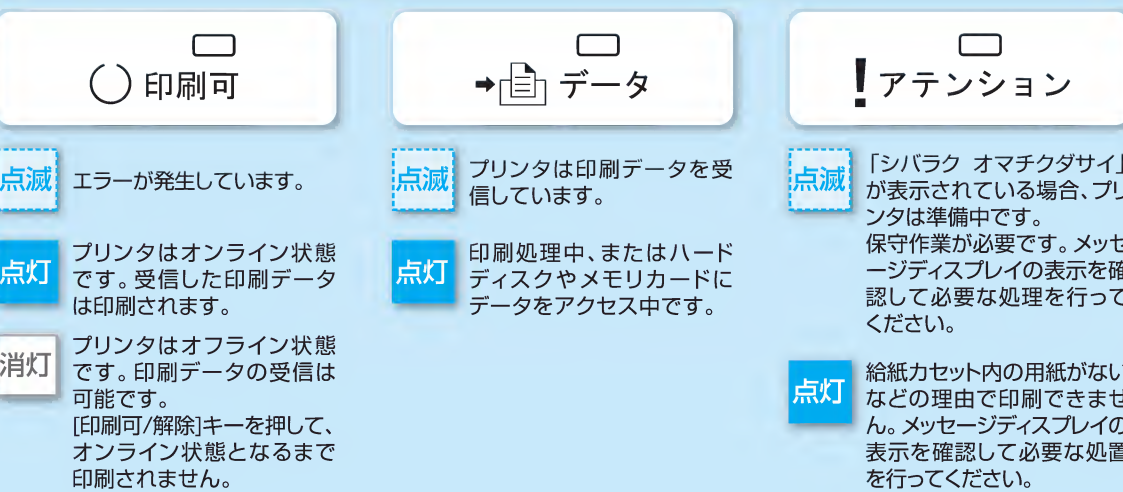 印刷可
点滅
エラーが発生しています。
点灯
プリンタはオンライン状態
です。受信した印刷データ
は印刷されます。
消灯
プリンタはオフライン状態
です。印刷データの受信は
可能です。
[印刷可/解除]キーを押して、
オンライン状態となるまで
印刷されません。
データ
点滅
プリンタは印刷データを受
信しています。
点灯
印刷処理中、またはハード
ディスクやメモリカードに
データをアクセス中です。
アテンション
点滅
「シバラク オマチクダサイ」
が表示されている場合、プリ
ンタは準備中です。
保守作業が必要です。メッセ
ージディスプレイの表示を確
認して必要な処理を行って
ください。
点灯
給紙カセット内の用紙がない
などの理由で印刷できませ
ん。メッセージディスプレイの
表示を確認して必要な処置
を行ってください。